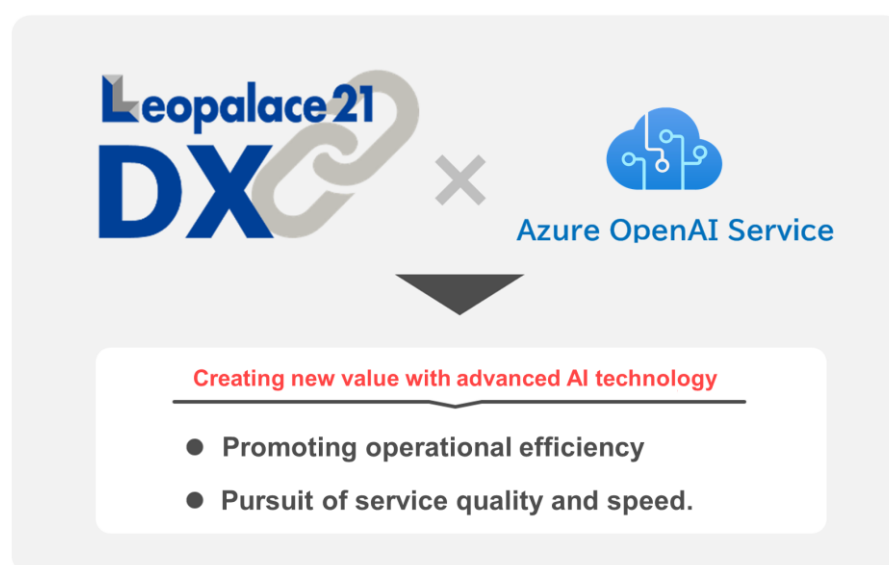 Leopalace21
DX
×
Azure OpenAI Service
Creating new value with advanced AI technology
● Promoting operational efficiency
● Pursuit of service quality and speed.